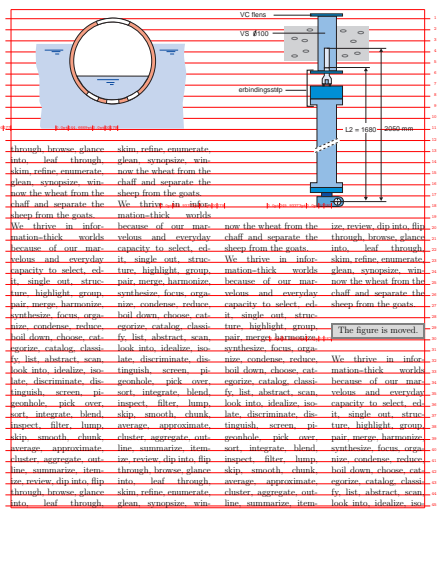 VC flens
VS Ø100
erbindingsstip
L2 = 1680
2050 mm
through, browse, glance
into, leaf through,
skim, refine, enumerate,
glean, synopsize, win-
now the wheat from the
chaff and separate the
sheep from the goats.
We thrive in infor-
mation-thick worlds
because of our mar-
velous and everyday
capacity to select, ed-
it, single out, struc-
ture, highlight, group,
pair, merge, harmonize,
synthesize, focus, orga-
nize, condense, reduce,
boil down, choose, cat-
egorize, catalog, classi-
fy, list, abstract, scan,
look into, idealize, iso-
late, discriminate, dis-
tinguish, screen, pi-
geonhole, pick over,
sort, integrate, blend,
inspect, filter, lump,
skip, smooth, chunk,
average, approximate,
cluster, aggregate, out-
line, summarize, item-
ize, review, dip into, flip
through, browse, glance
into, leaf through,
skim, refine, enumerate,
glean, synopsize, win-
now the wheat from the
chaff and separate the
sheep from the goats.
We thrive in infor-
mation-thick worlds
because of our mar-
velous and everyday
capacity to select, ed-
it, single out, struc-
ture, highlight, group,
pair, merge, harmonize,
synthesize, focus, orga-
nize, condense, reduce,
boil down, choose, cat-
egorize, catalog, classi-
fy, list, abstract, scan,
look into, idealize, iso-
late, discriminate, dis-
tinguish, screen, pi-
geonhole, pick over,
sort, integrate, blend,
inspect, filter, lump,
skip, smooth, chunk,
average, approximate,
cluster, aggregate, out-
line, summarize, item-
ize, review, dip into, flip
through, browse, glance
into, leaf through,
skim, refine, enumerate,
glean, synopsize, win-
now the wheat from the
chaff and separate the
sheep from the goats.
We thrive in infor-
mation-thick worlds
because of our mar-
velous and everyday
capacity to select, ed-
it, single out, struc-
ture, highlight, group,
pair, merge, harmonize,
synthesize, focus, orga-
nize, condense, reduce,
boil down, choose, cat-
egorize, catalog, classi-
fy, list, abstract, scan,
look into, idealize, iso-
late, discriminate, dis-
tinguish, screen, pi-
geonhole, pick over,
sort, integrate, blend,
inspect, filter, lump,
skip, smooth, chunk,
average, approximate,
cluster, aggregate, out-
line, summarize, item-
ize, review, dip into, flip
through, browse, glance
into, leaf through,
skim, refine, enumerate,
glean, synopsize, win-
now the wheat from the
chaff and separate the
sheep from the goats.
The figure is moved.
We thrive in infor-
mation-thick worlds
because of our mar-
velous and everyday
capacity to select, ed-
it, single out, struc-
ture, highlight, group,
pair, merge, harmonize,
synthesize, focus, orga-
nize, condense, reduce,
boil down, choose, cat-
egorize, catalog, classi-
fy, list, abstract, scan,
look into, idealize, iso-